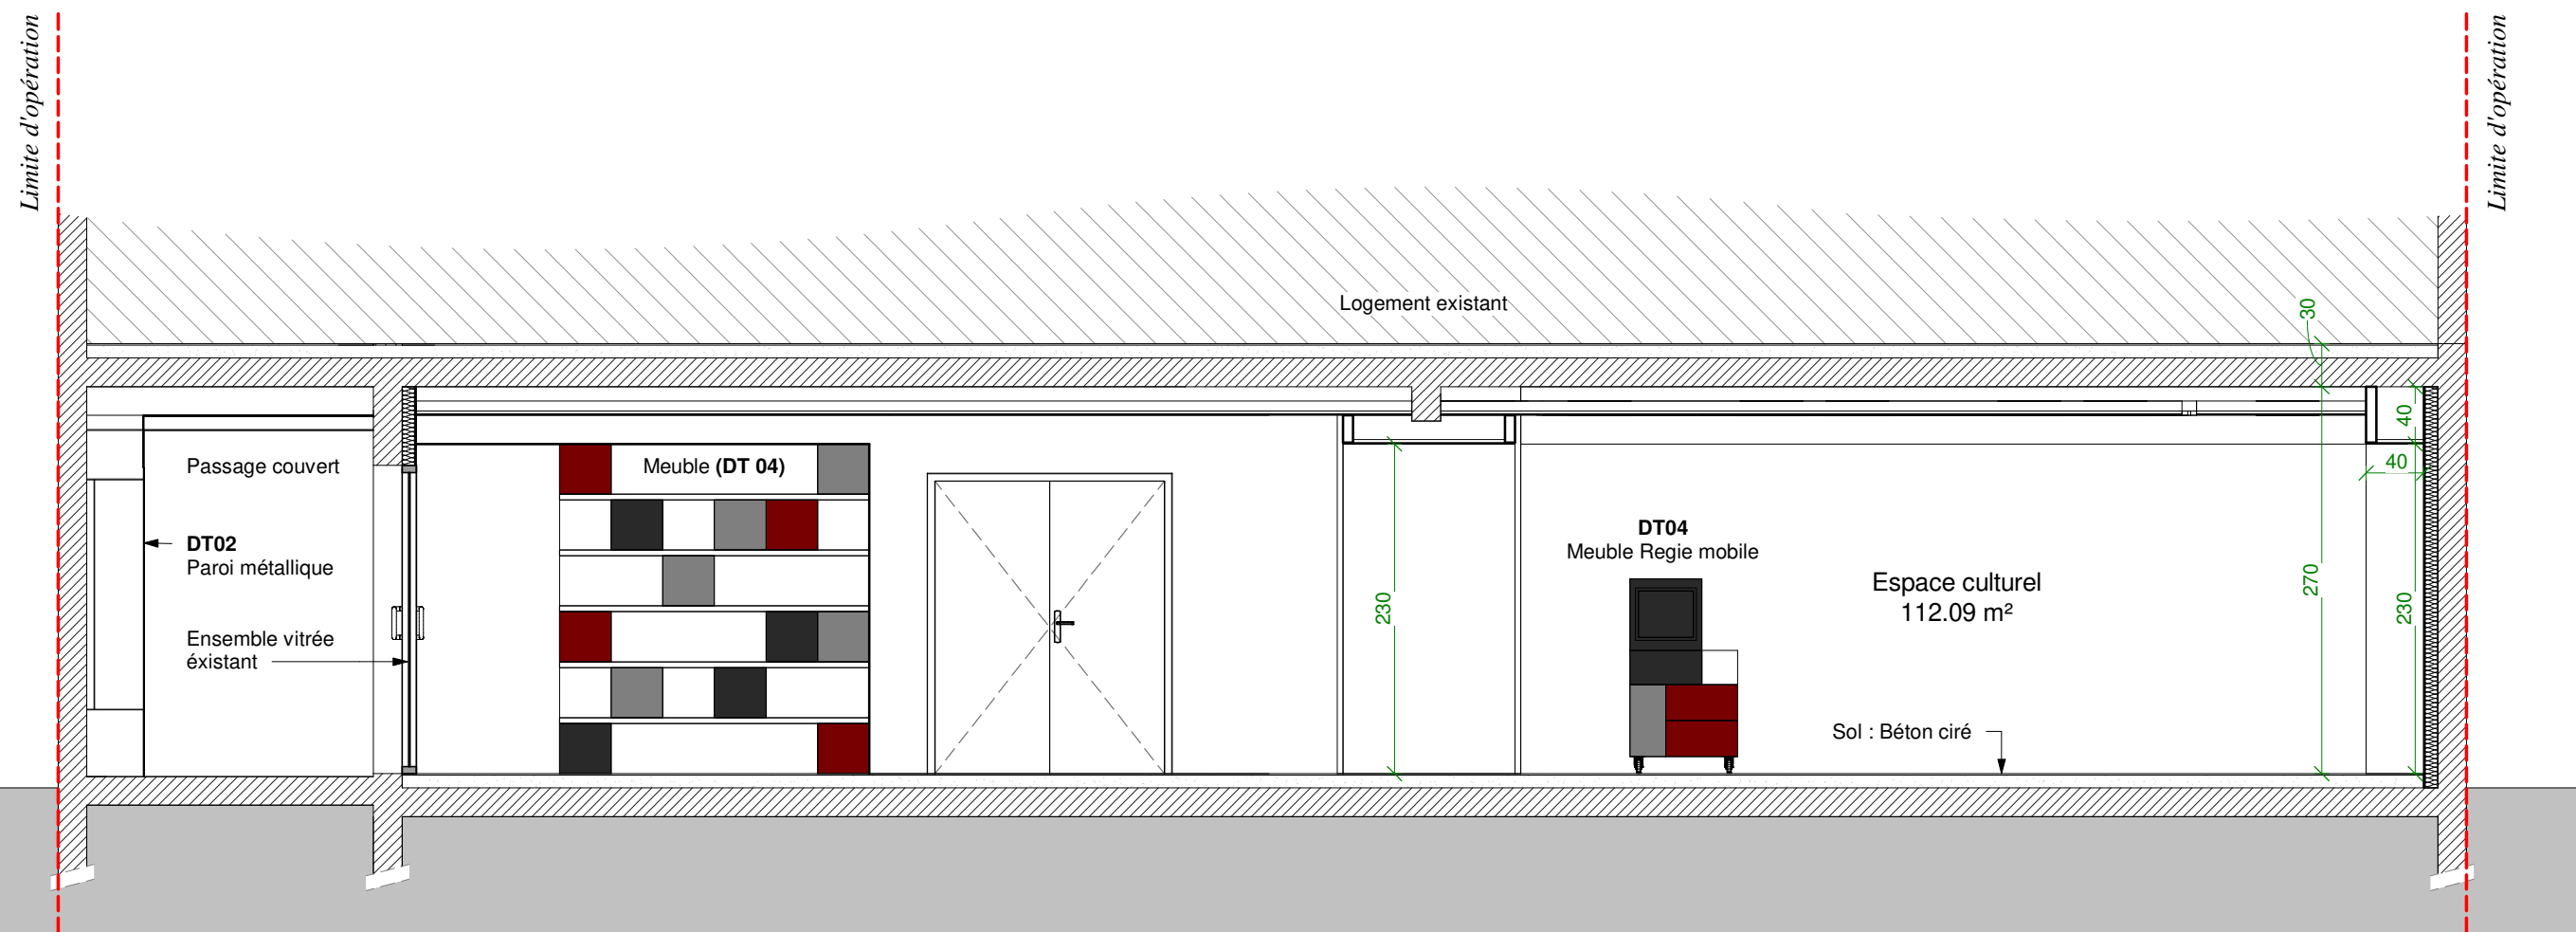 Limite d'opération
Limite d'opération
Logement existant
30
40
40
Passage couvert
Meuble (DT 04)
DT02
Paroi métallique
DT04
Meuble Regie mobile
Espace culturel
112.09 m²
230
270
230
Ensemble vitrée
éxistant
Sol : Béton ciré